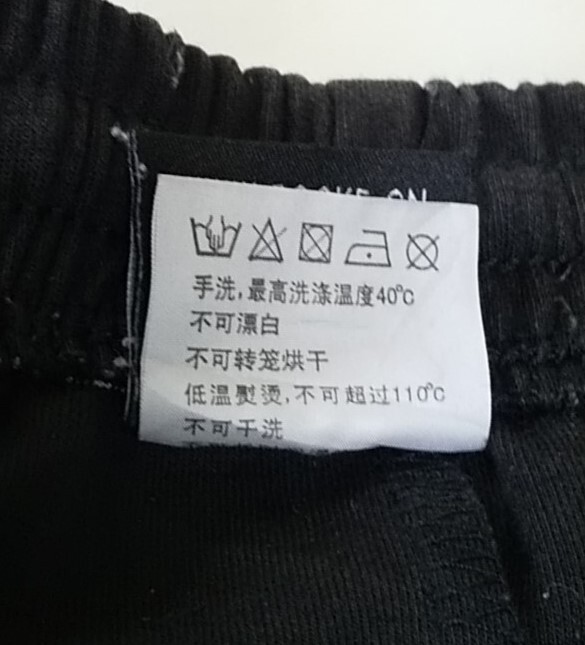 手洗,最高洗涤温度40℃
不可漂白
不可转笼烘干
低温熨烫,不可超过110℃
不可干洗